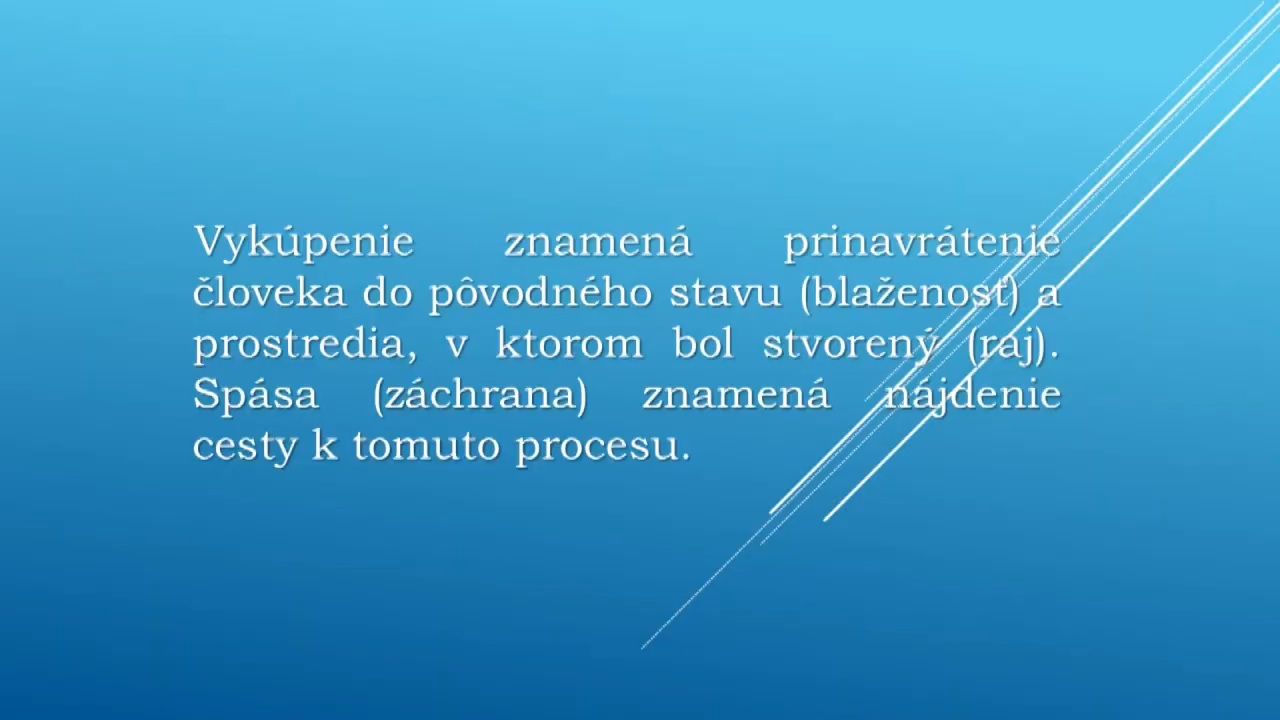 Vykúpenie znamená prinavrátenie
človeka do pôvodného stavu (blaženosť) a
prostredia, v ktorom bol stvorený (raj).
Spása (záchrana) znamená nájdenie
cesty k tomuto procesu.